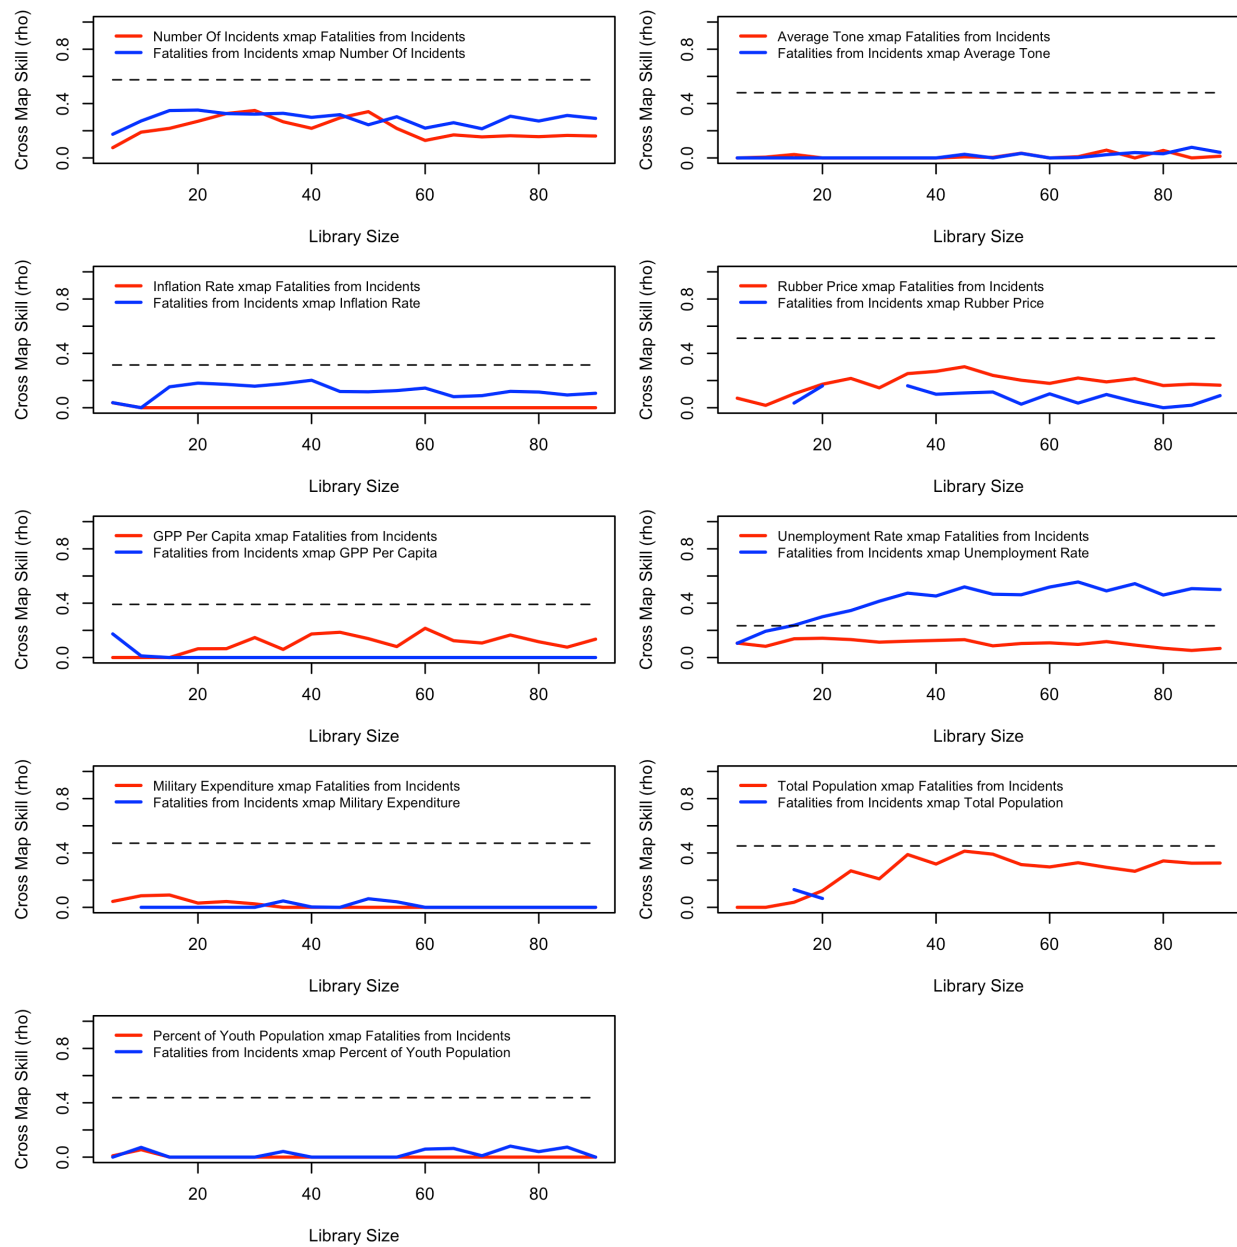 Number Of Incidents xmap Fatalities from Incidents
Fatalities from Incidents xmap Number Of Incidents
Cross Map Skill (rho)
0.8
0.4
0.0
20 40 60 80
Library Size
Average Tone xmap Fatalities from Incidents
Fatalities from Incidents xmap Average Tone
Cross Map Skill (rho)
0.8
0.4
0.0
20 40 60 80
Library Size
Inflation Rate xmap Fatalities from Incidents
Fatalities from Incidents xmap Inflation Rate
Cross Map Skill (rho)
0.8
0.4
0.0
20 40 60 80
Library Size
Rubber Price xmap Fatalities from Incidents
Fatalities from Incidents xmap Rubber Price
Cross Map Skill (rho)
0.8
0.4
0.0
20 40 60 80
Library Size
GPP Per Capita xmap Fatalities from Incidents
Fatalities from Incidents xmap GPP Per Capita
Cross Map Skill (rho)
0.8
0.4
0.0
20 40 60 80
Library Size
Unemployment Rate xmap Fatalities from Incidents
Fatalities from Incidents xmap Unemployment Rate
Cross Map Skill (rho)
0.8
0.4
0.0
20 40 60 80
Library Size
Military Expenditure xmap Fatalities from Incidents
Fatalities from Incidents xmap Military Expenditure
Cross Map Skill (rho)
0.8
0.4
0.0
20 40 60 80
Library Size
Total Population xmap Fatalities from Incidents
Fatalities from Incidents xmap Total Population
Cross Map Skill (rho)
0.8
0.4
0.0
20 40 60 80
Library Size
Percent of Youth Population xmap Fatalities from Incidents
Fatalities from Incidents xmap Percent of Youth Population
Cross Map Skill (rho)
0.8
0.4
0.0
20 40 60 80
Library Size